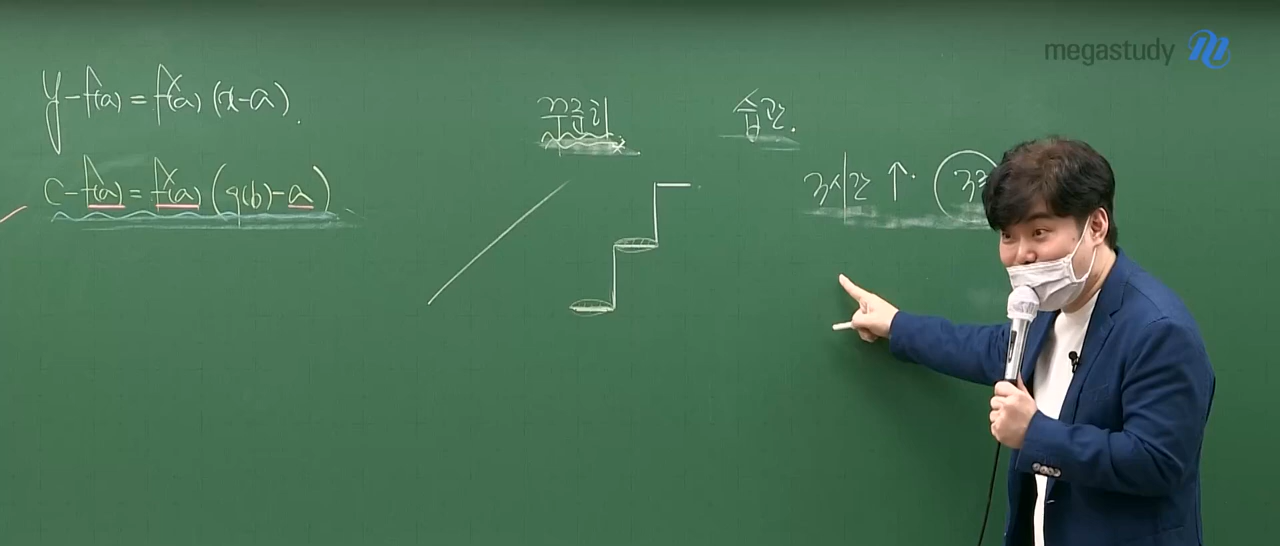 megastudy
y-f(a)=f'(a)(x-a).
꾸준히
습관.
3시간 ↑
c-f(a)=f'(a)(g(b)-a)